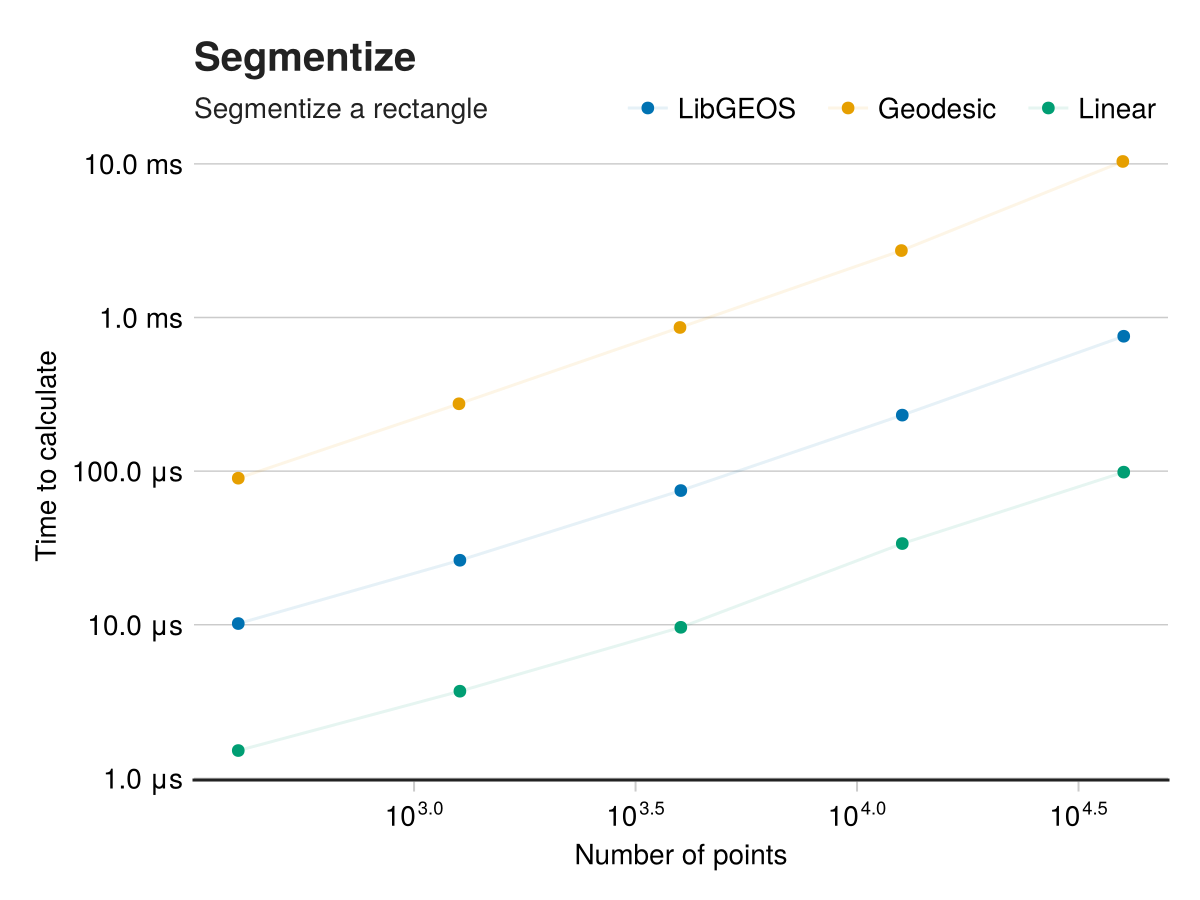 Segmentize
Segmentize a rectangle
LibGEOS
Geodesic
Linear
10.0 ms
1.0 ms
100.0 µs
10.0 µs
1.0 µs
Time to calculate
10^3.0
10^3.5
10^4.0
10^4.5
Number of points